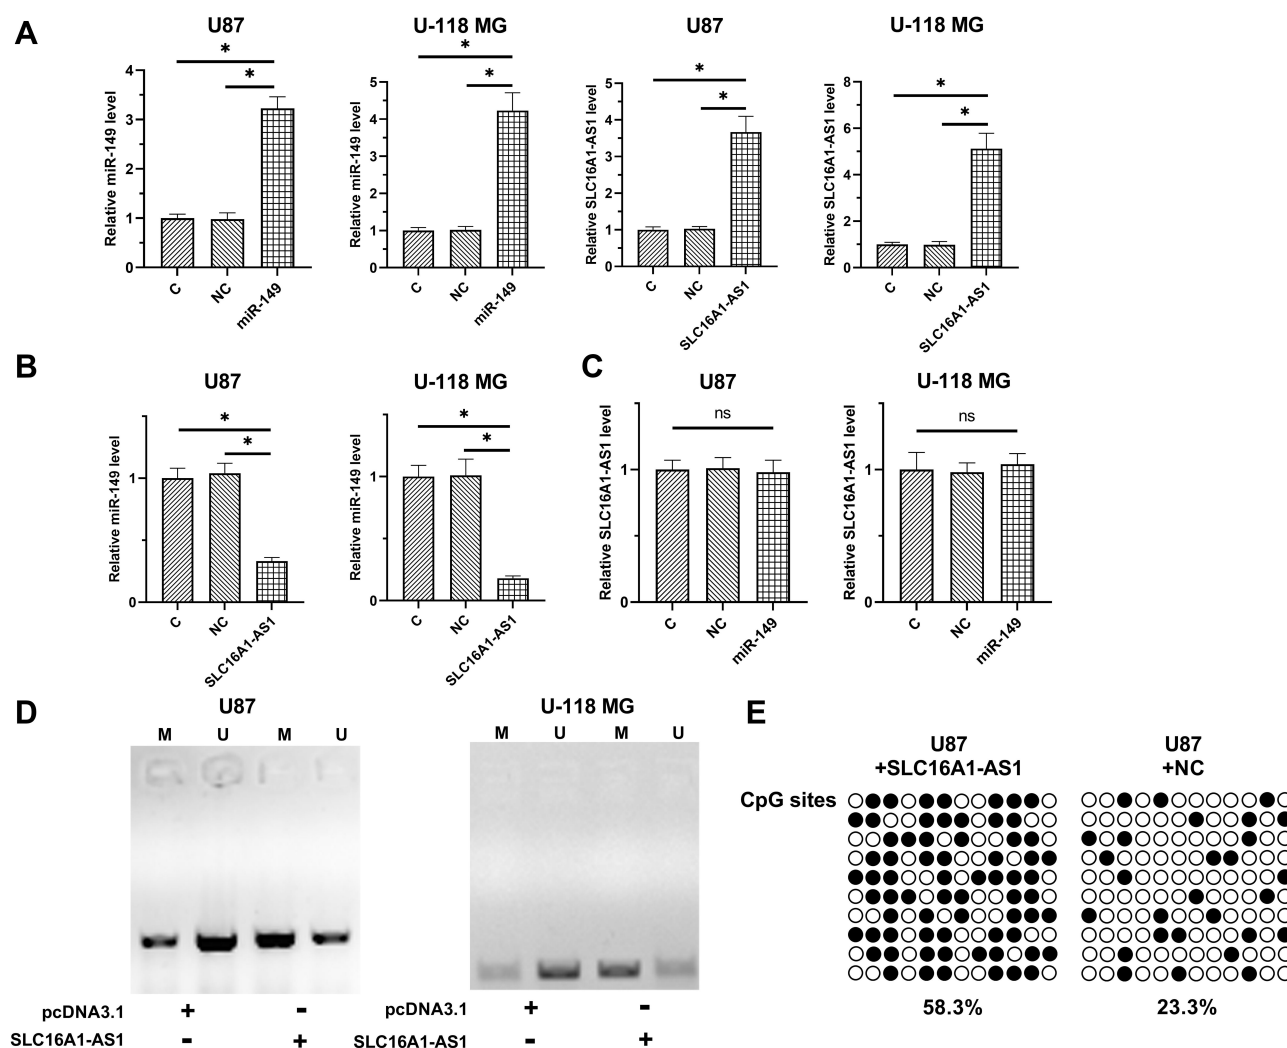 A
U87
U-118 MG
U87
U-118 MG
Relative miR-149 level
4
3
2
1
0
*
*
C
NC
miR-149
Relative miR-149 level
5
4
3
2
1
0
*
*
C
NC
miR-149
Relative SLC16A1-AS1 level
5
4
3
2
1
0
*
*
C
NC
SLC16A1-AS1
Relative SLC16A1-AS1 level
8
6
4
2
0
*
*
C
NC
SLC16A1-AS1
B
U87
U-118 MG
Relative miR-149 level
1
0
*
*
C
NC
SLC16A1-AS1
Relative miR-149 level
1
0
*
*
C
NC
SLC16A1-AS1
C
U87
U-118 MG
Relative SLC16A1-AS1 level
1
0
ns
C
NC
miR-149
Relative SLC16A1-AS1 level
1
0
ns
C
NC
miR-149
D
U87
M U M U
pcDNA3.1 + -
SLC16A1-AS1 - +
U-118 MG
M U M U
pcDNA3.1 + -
SLC16A1-AS1 - +
E
U87
+SLC16A1-AS1
U87
+NC
CpG sites
58.3%
23.3%